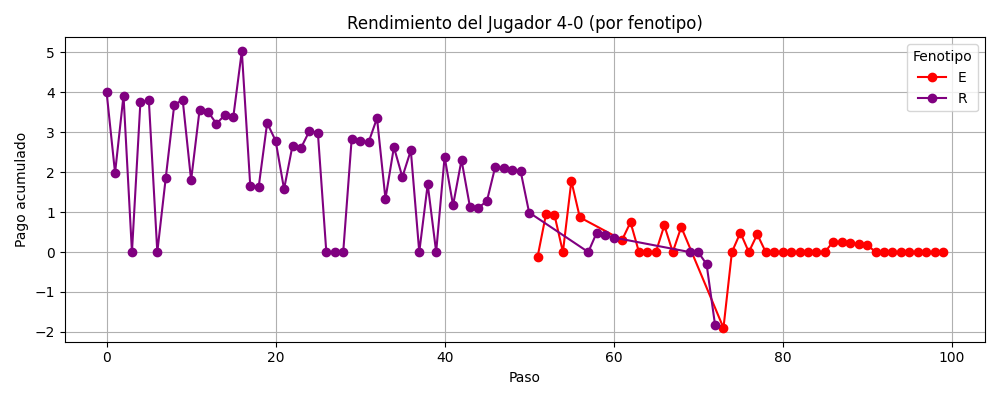 Rendimiento del Jugador 4-0 (por fenotipo)
Pago acumulado
5
4
3
2
1
0
−1
−2
Fenotipo
E
R
0 20 40 60 80 100
Paso